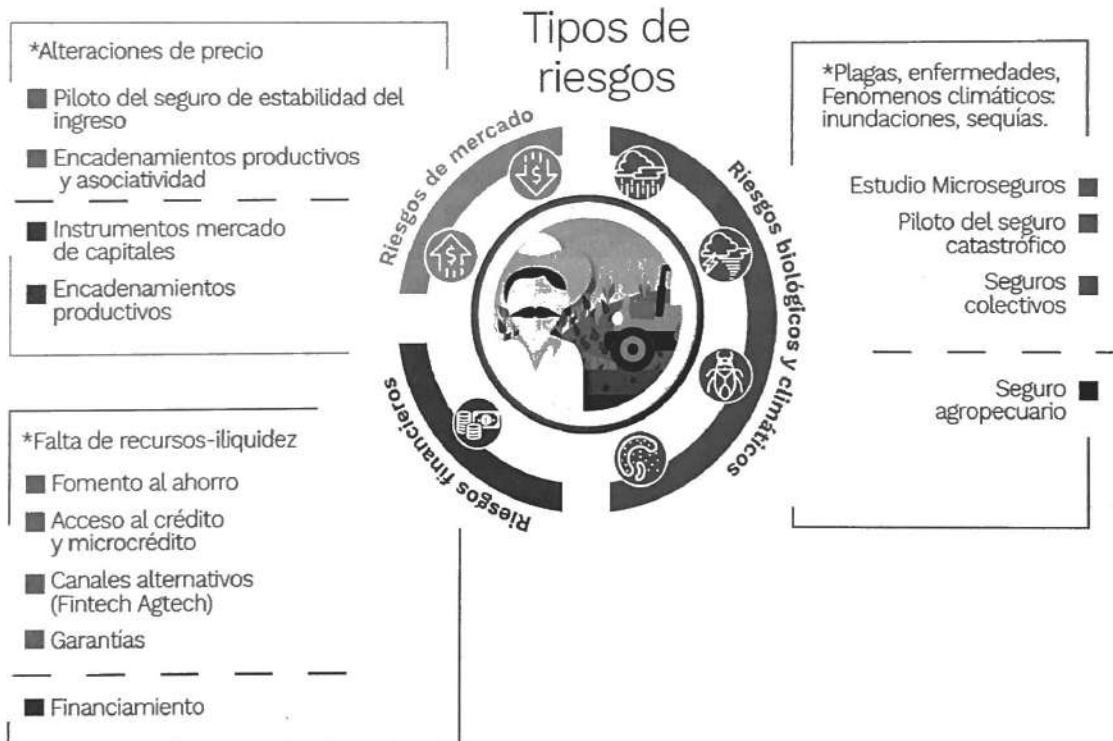 Tipos de
riesgos
*Alteraciones de precio
Piloto del seguro de estabilidad del
ingreso
Encadenamientos productivos
y asociatividad
Instrumentos mercado
de capitales
Encadenamientos
productivos
*Falta de recursos-iliquidez
Fomento al ahorro
Acceso al crédito
y microcrédito
Canales alternativos
(Fintech Agtech)
Garantías
Financiamiento
Riesgos de mercado
$
$
Riesgos financieros
Riesgos biológicos y climáticos
*Plagas, enfermedades,
Fenómenos climáticos:
inundaciones, sequías.
Estudio Microseguros
Piloto del seguro
catastrófico
Seguros
colectivos
Seguro
agropecuario